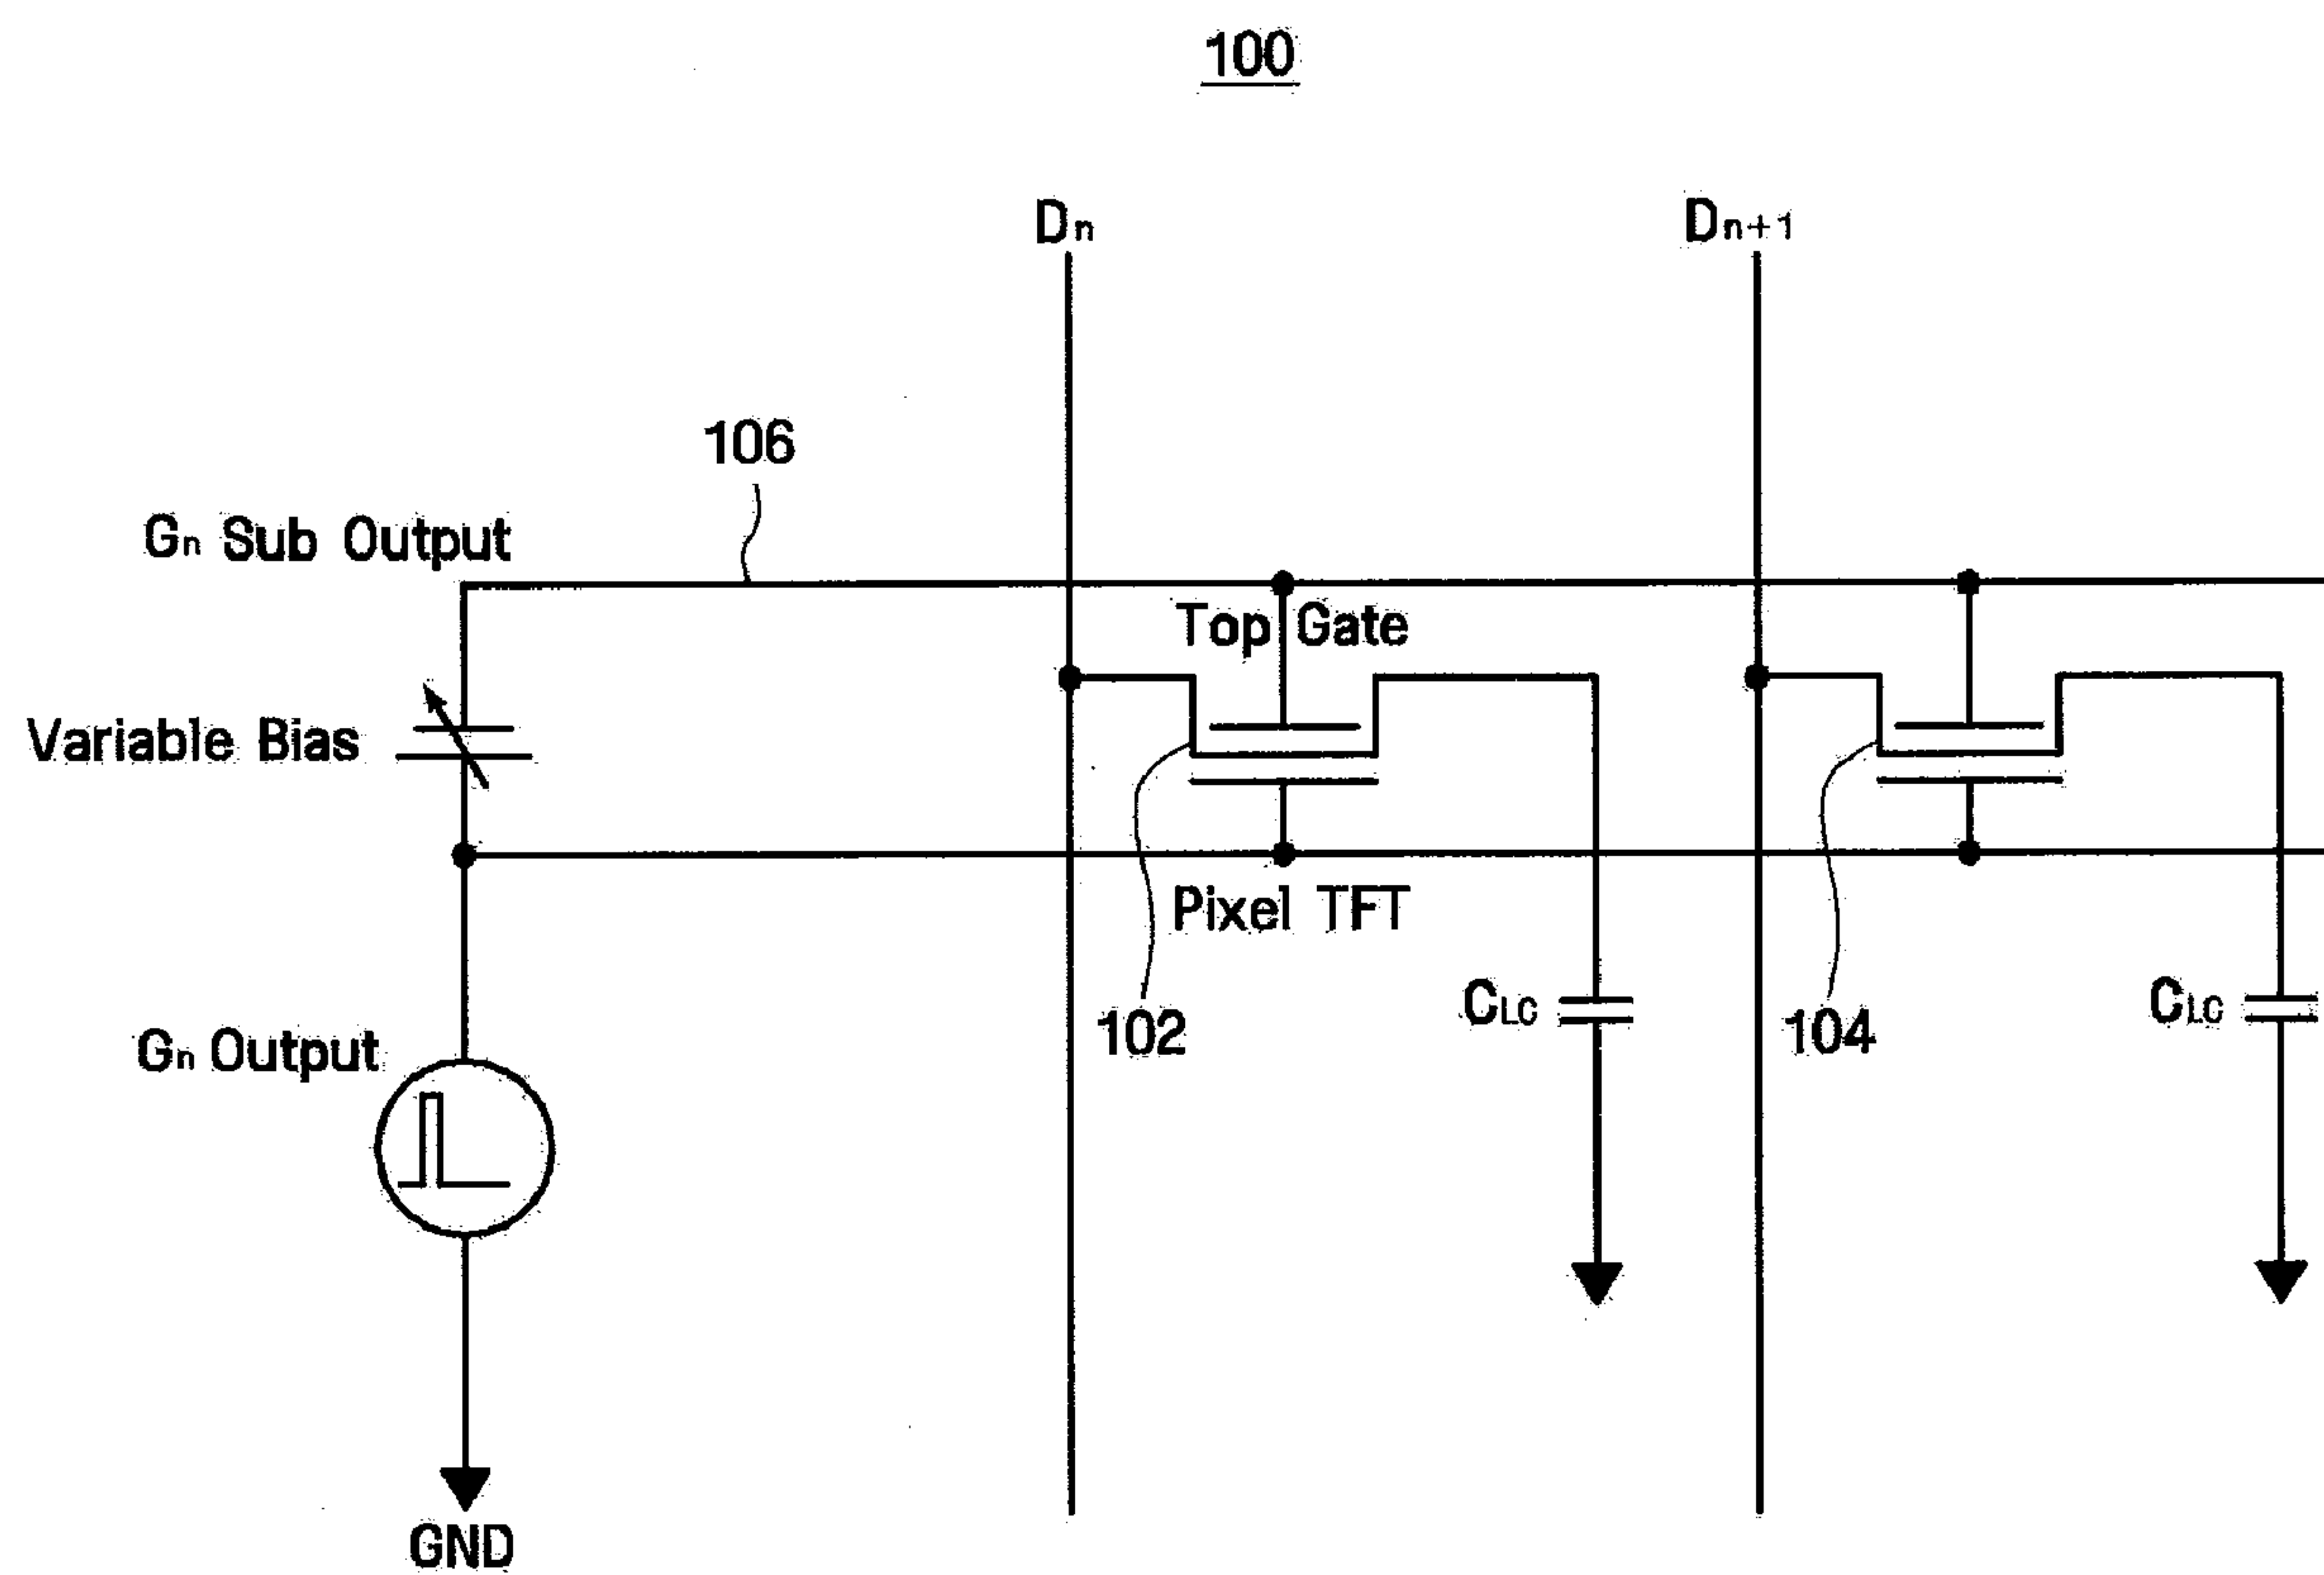 100
Dn
Dn+1
106
Gn Sub Output
Top Gate
Variable Bias
Pixel TFT
CLC
CLC
102
104
Gn Output
GND